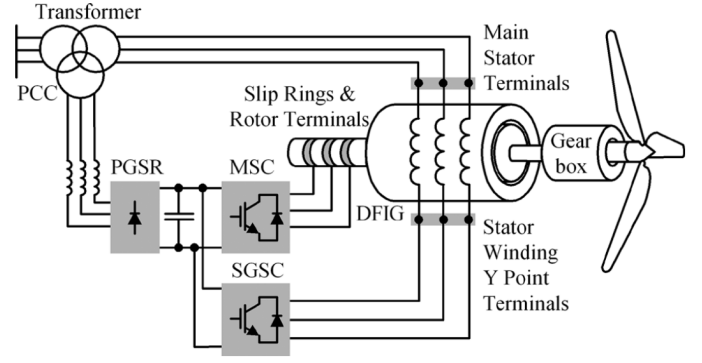 Transformer
PCC
Main
Stator
Terminals
Slip Rings &
Rotor Terminals
Gear
box
PGSR
MSC
DFIG
SGSC
Stator
Winding
Y Point
Terminals